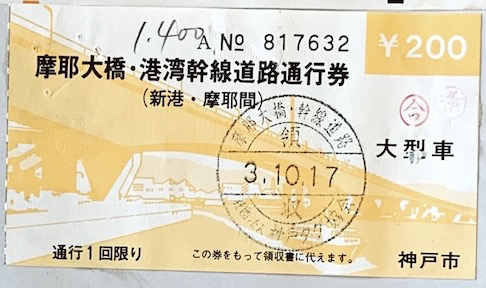 1.400
A No 817632
¥200
摩耶大橋・港湾幹線道路通行券
(新港・摩耶間)
合
済
大型車
摩耶大橋・幹線道路
領
3.10.17
収
通行1回限り
この券をもって領収書に代えます。
神戸市